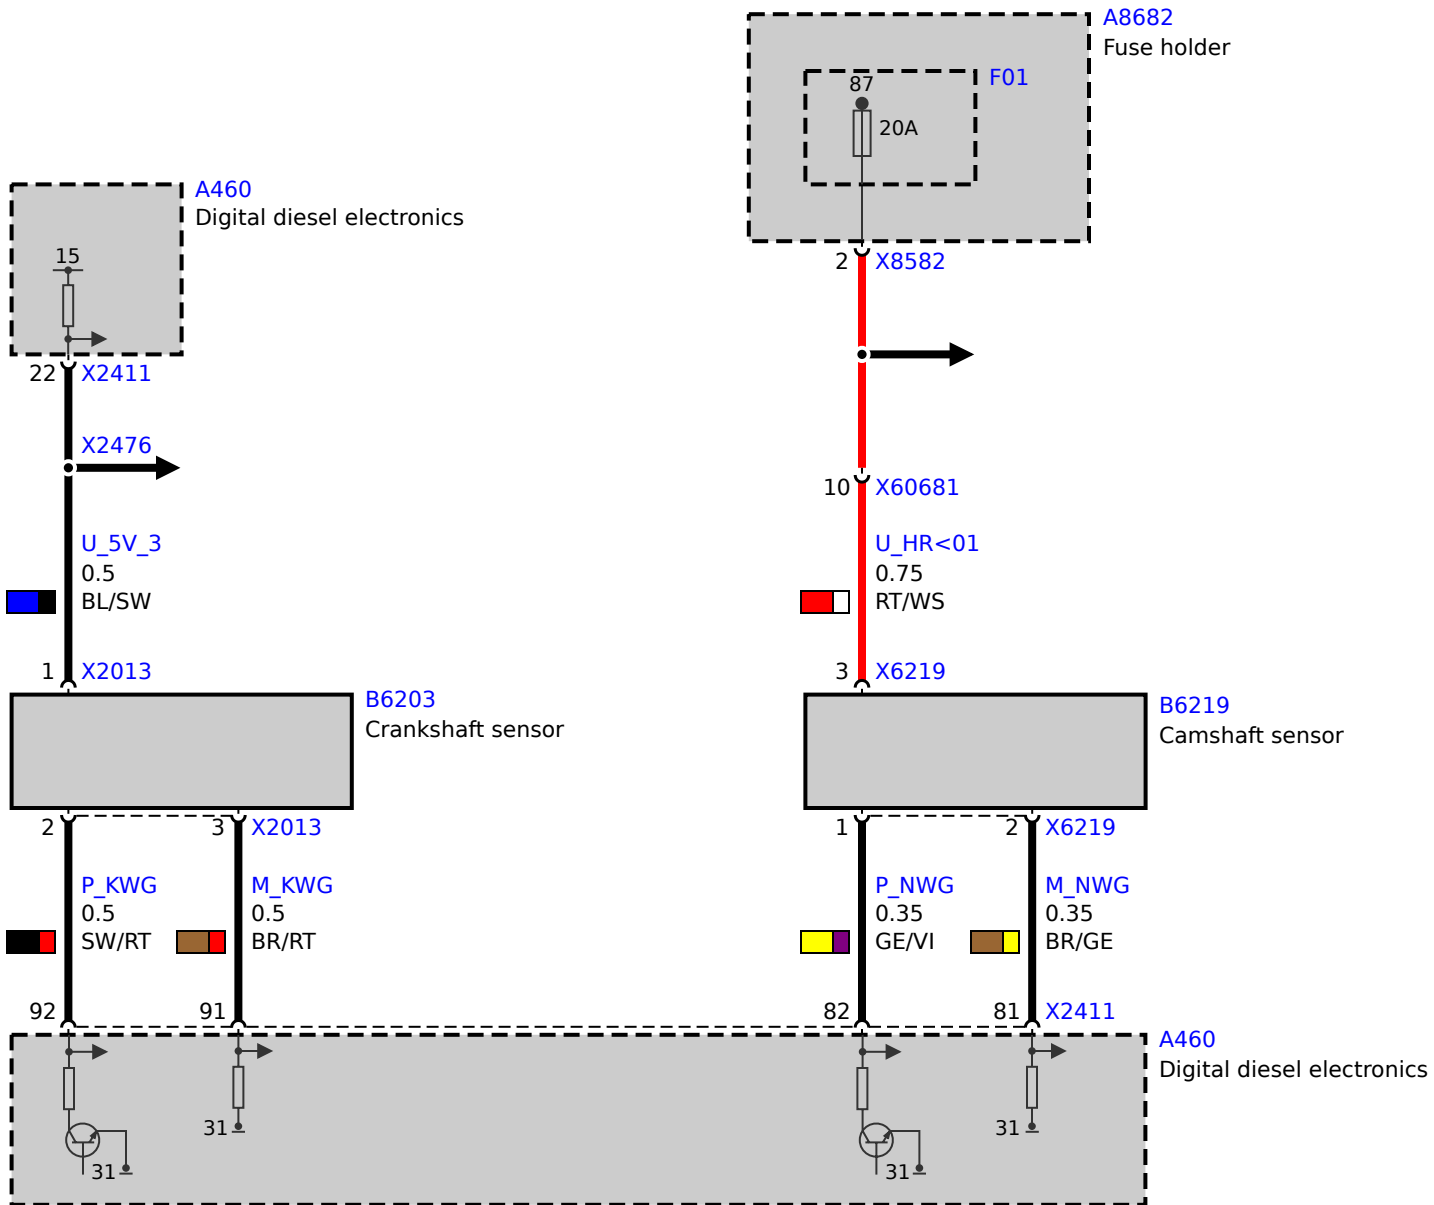 A8682
Fuse holder
F01
87
20A
A460
Digital diesel electronics
15
2 X8582
22 X2411
X2476
10 X60681
U_5V_3
0.5
BL/SW
U_HR<01
0.75
RT/WS
1 X2013
3 X6219
B6203
Crankshaft sensor
B6219
Camshaft sensor
2 3 X2013
1 2 X6219
P_KWG
0.5
SW/RT
M_KWG
0.5
BR/RT
P_NWG
0.35
GE/VI
M_NWG
0.35
BR/GE
92 91 82 81 X2411
A460
Digital diesel electronics
31 31
31 31